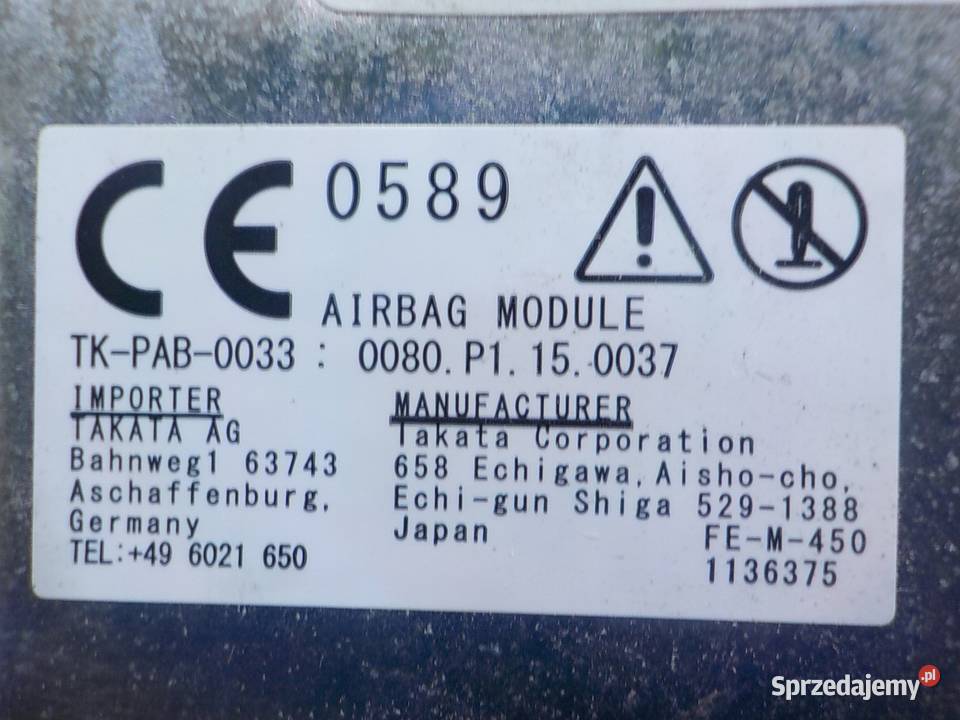 CE 0589
AIRBAG MODULE
TK-PAB-0033 : 0080.P1.15.0037
IMPORTER
TAKATA AG
Bahnweg1 63743
Aschaffenburg,
Germany
TEL:+49 6021 650
MANUFACTURER
Takata Corporation
658 Echigawa,Aisho-cho,
Echi-gun Shiga 529-1388
Japan
FE-M-450
1136375
Sprzedajemy.pl